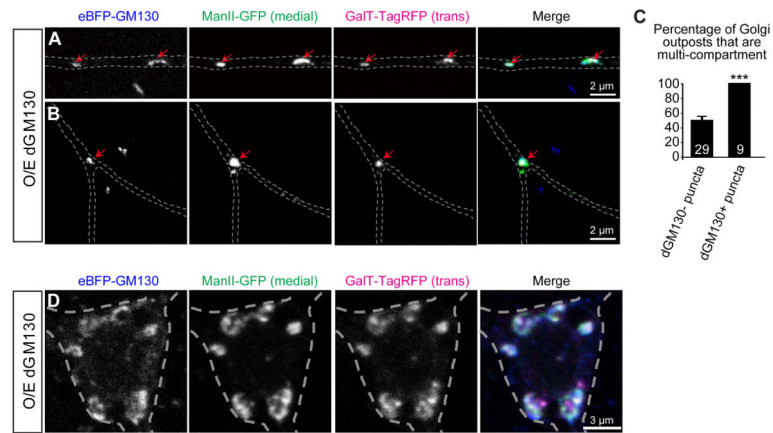 eBFP-GM130 ManII-GFP (medial) GalT-TagRFP (trans) Merge
A
2 µm
B
2 µm
O/E dGM130
C
Percentage of Golgi
outposts that are
multi-compartment
***
100
80
60
40
20
0
29 9
dGM130- puncta
dGM130+ puncta
eBFP-GM130 ManII-GFP (medial) GalT-TagRFP (trans) Merge
D
O/E dGM130
3 µm